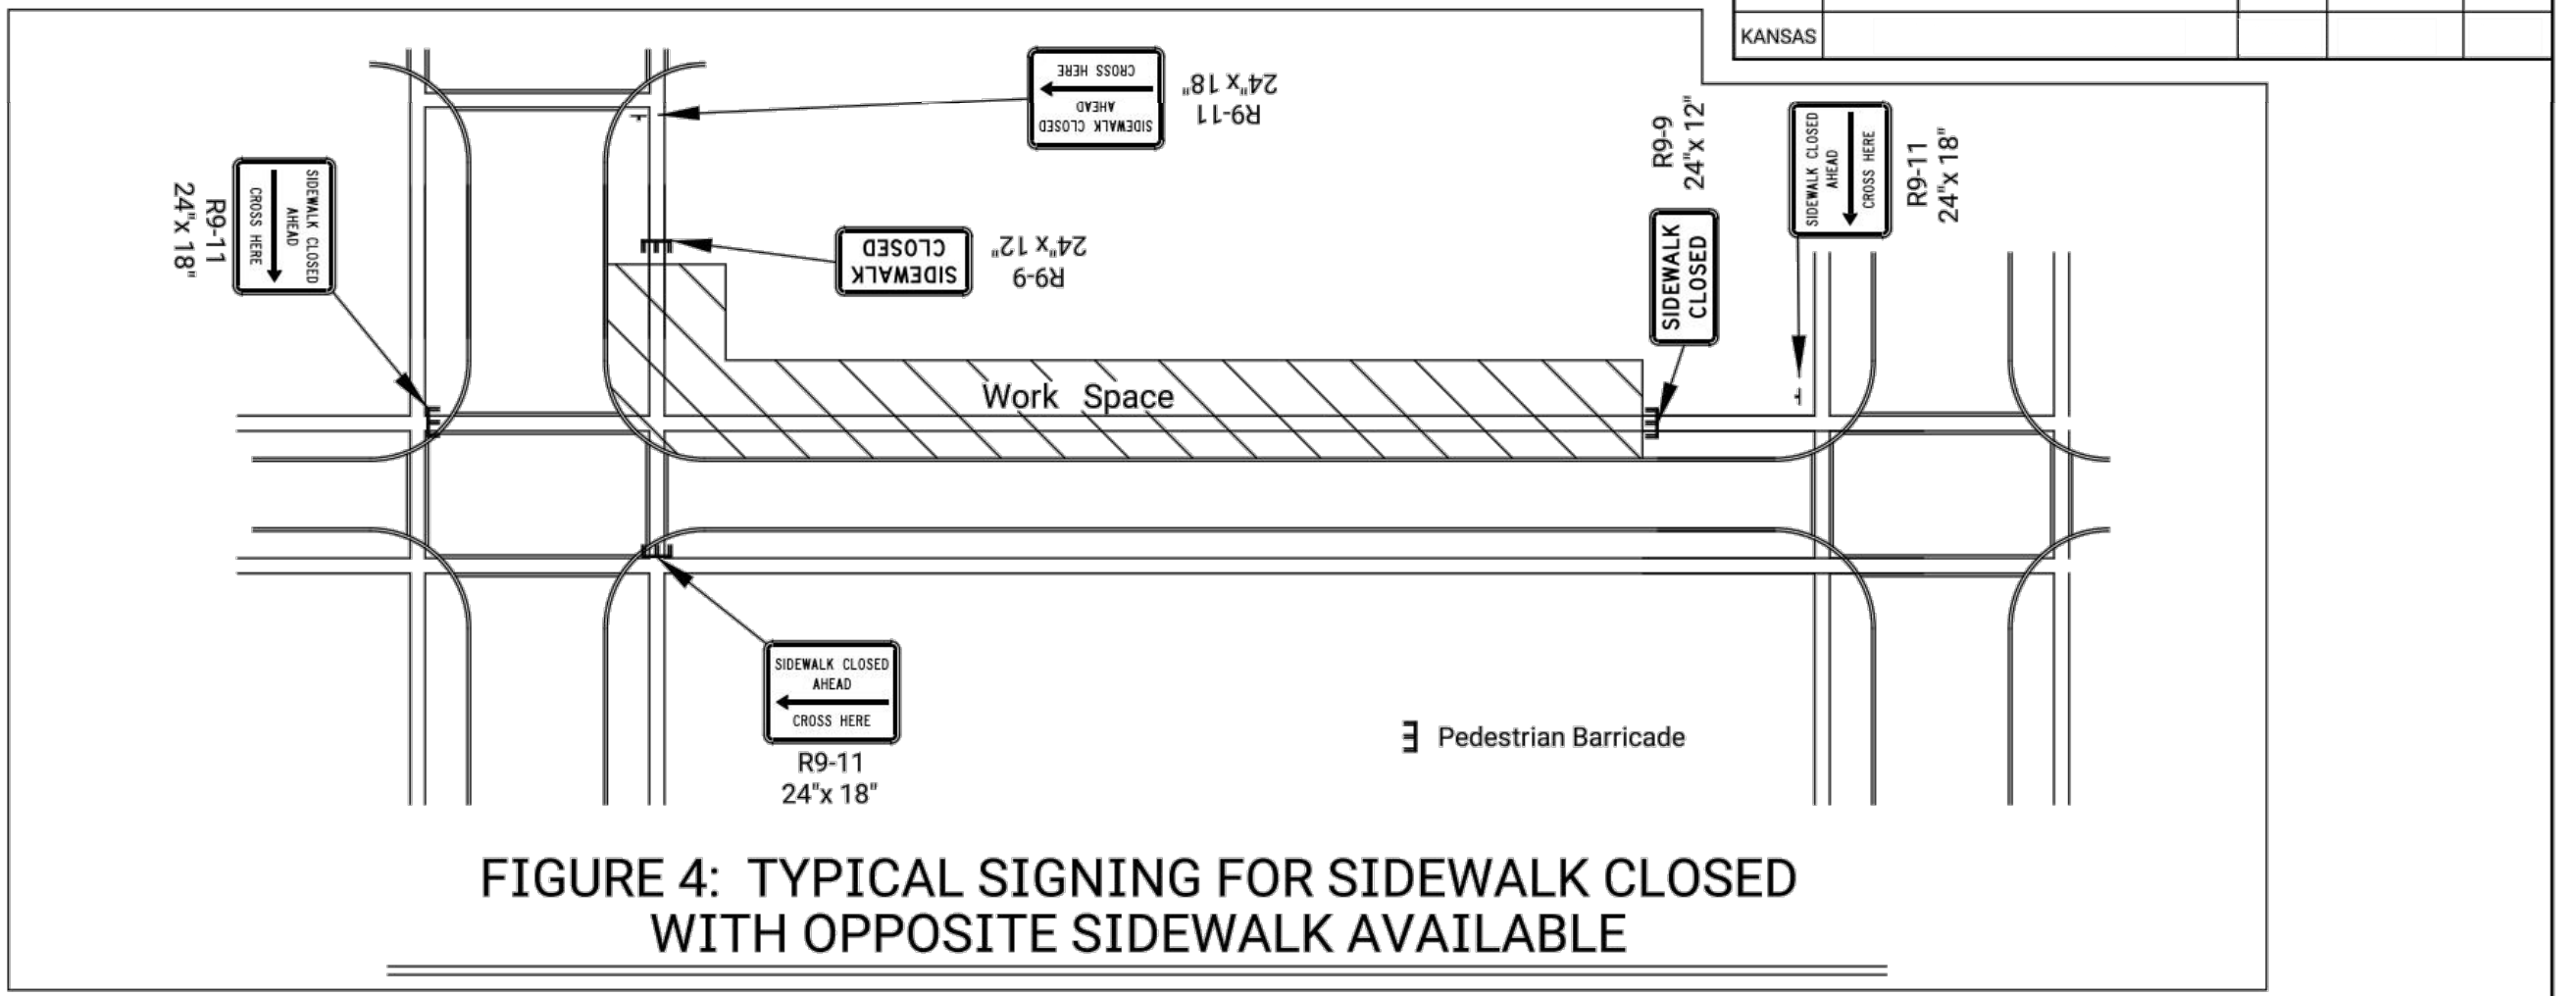 KANSAS
CROSS HERE
SIDEWALK CLOSED
AHEAD
R9-11
24"x 18"
SIDEWALK CLOSED
AHEAD
CROSS HERE
R9-11
24"x 18"
SIDEWALK
CLOSED
R9-9
24"x 12"
R9-9
24"x 12"
SIDEWALK
CLOSED
SIDEWALK CLOSED
AHEAD
CROSS HERE
R9-11
24"x 18"
Work Space
SIDEWALK CLOSED
AHEAD
CROSS HERE
R9-11
24"x 18"
Pedestrian Barricade
FIGURE 4: TYPICAL SIGNING FOR SIDEWALK CLOSED
WITH OPPOSITE SIDEWALK AVAILABLE